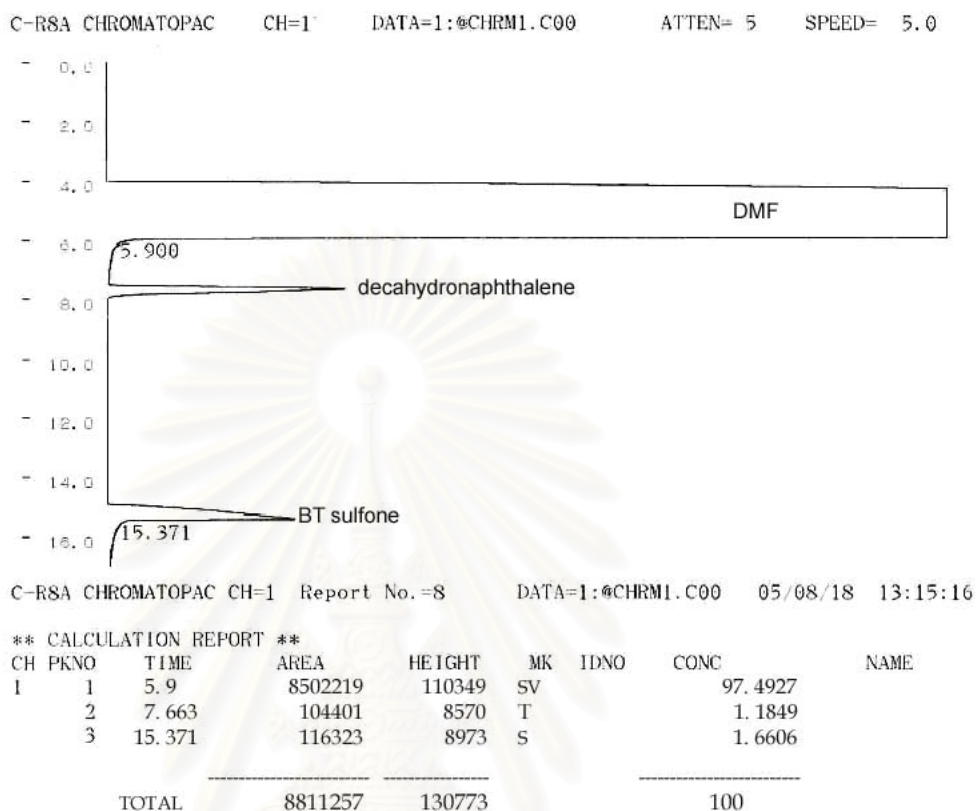 C-R8A CHROMATOPAC CH=1 DATA=1:@CHRM1.C00 ATTEN= 5 SPEED= 5.0
- 0.0
- 2.0
- 4.0
DMF
- 6.0
5.900
decahydronaphthalene
- 8.0
- 10.0
- 12.0
- 14.0
BT sulfone
15.371
- 16.0
C-R8A CHROMATOPAC CH=1 Report No.=8 DATA=1:@CHRM1.C00 05/08/18 13:15:16
** CALCULATION REPORT **
CH PKNO TIME AREA HEIGHT MK IDNO CONC NAME
1 1 5.9 8502219 110349 SV 97.4927
2 7.663 104401 8570 T 1.1849
3 15.371 116323 8973 S 1.6606
TOTAL 8811257 130773 100